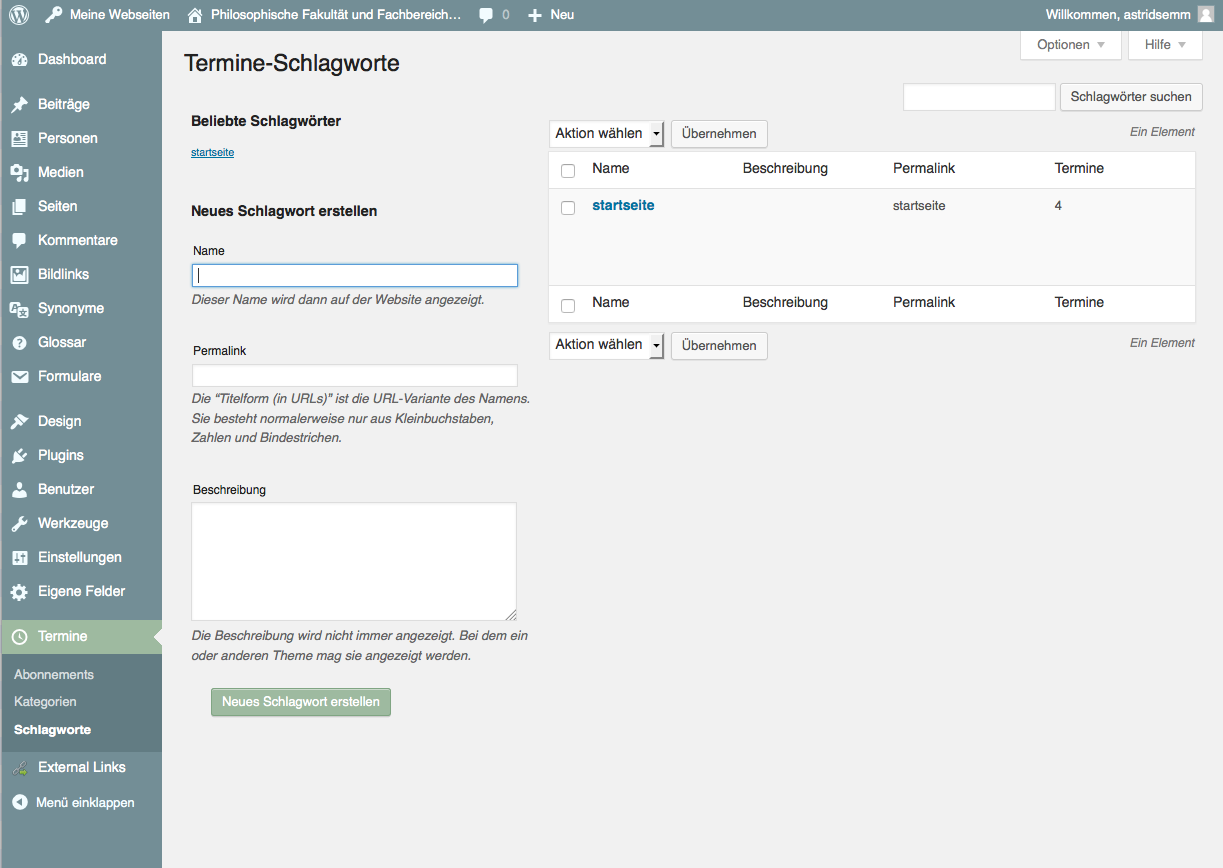 Meine Webseiten Philosophische Fakultät und Fachbereich… 0 Neu Willkommen, astridsemm
Optionen Hilfe
Dashboard
Beiträge
Personen
Medien
Seiten
Kommentare
Bildlinks
Synonyme
Glossar
Formulare
Design
Plugins
Benutzer
Werkzeuge
Einstellungen
Eigene Felder
Termine
Abonnements
Kategorien
Schlagworte
External Links
Menü einklappen
Termine-Schlagworte
Schlagwörter suchen
Beliebte Schlagwörter
startseite
Neues Schlagwort erstellen
Name
Dieser Name wird dann auf der Website angezeigt.
Permalink
Die “Titelform (in URLs)” ist die URL-Variante des Namens.
Sie besteht normalerweise nur aus Kleinbuchstaben,
Zahlen und Bindestrichen.
Beschreibung
Die Beschreibung wird nicht immer angezeigt. Bei dem ein
oder anderen Theme mag sie angezeigt werden.
Neues Schlagwort erstellen
Aktion wählen Übernehmen Ein Element
Name Beschreibung Permalink Termine
startseite startseite 4
Name Beschreibung Permalink Termine
Aktion wählen Übernehmen Ein Element